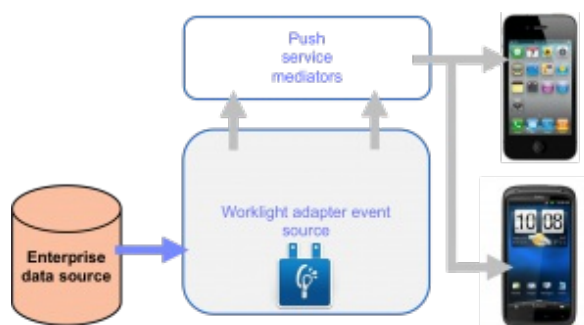 Push
service
mediators
Worklight adapter event
source
Enterprise
data source
10:08